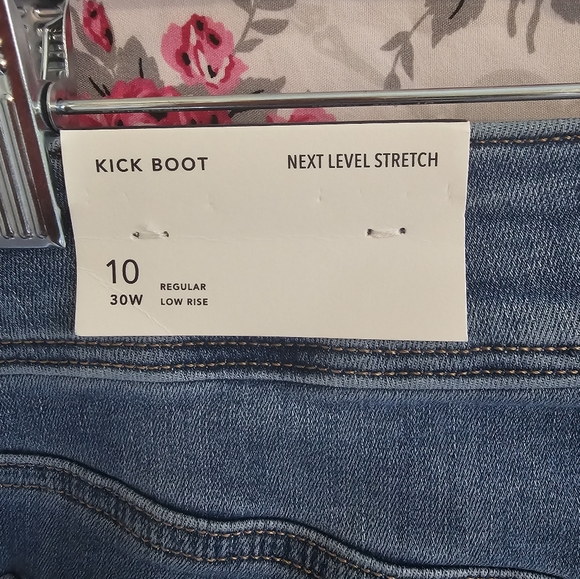 KICK BOOT
NEXT LEVEL STRETCH
10
30W
REGULAR
LOW RISE